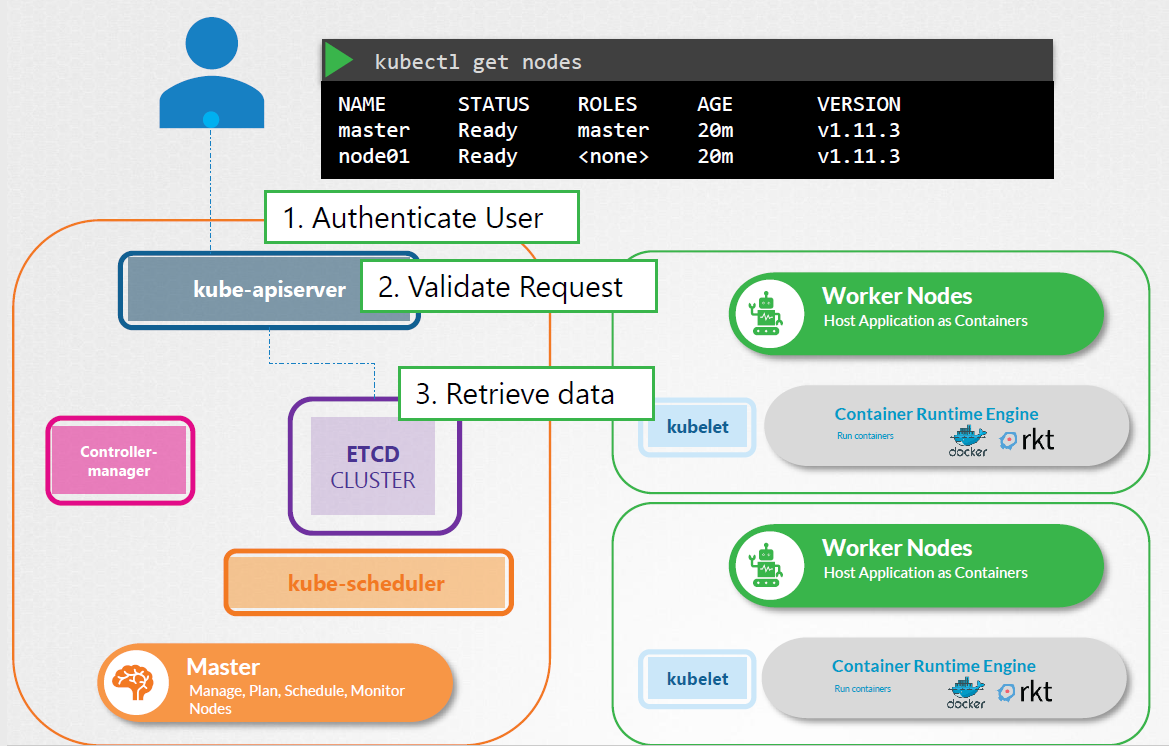 kubectl get nodes
NAME STATUS ROLES AGE VERSION
master Ready master 20m v1.11.3
node01 Ready <none> 20m v1.11.3
1. Authenticate User
kube-apiserver
2. Validate Request
3. Retrieve data
Controller-
manager
ETCD
CLUSTER
kube-scheduler
Master
Manage, Plan, Schedule, Monitor
Nodes
Worker Nodes
Host Application as Containers
kubelet
Container Runtime Engine
Run containers
docker
rkt
Worker Nodes
Host Application as Containers
kubelet
Container Runtime Engine
Run containers
docker
rkt